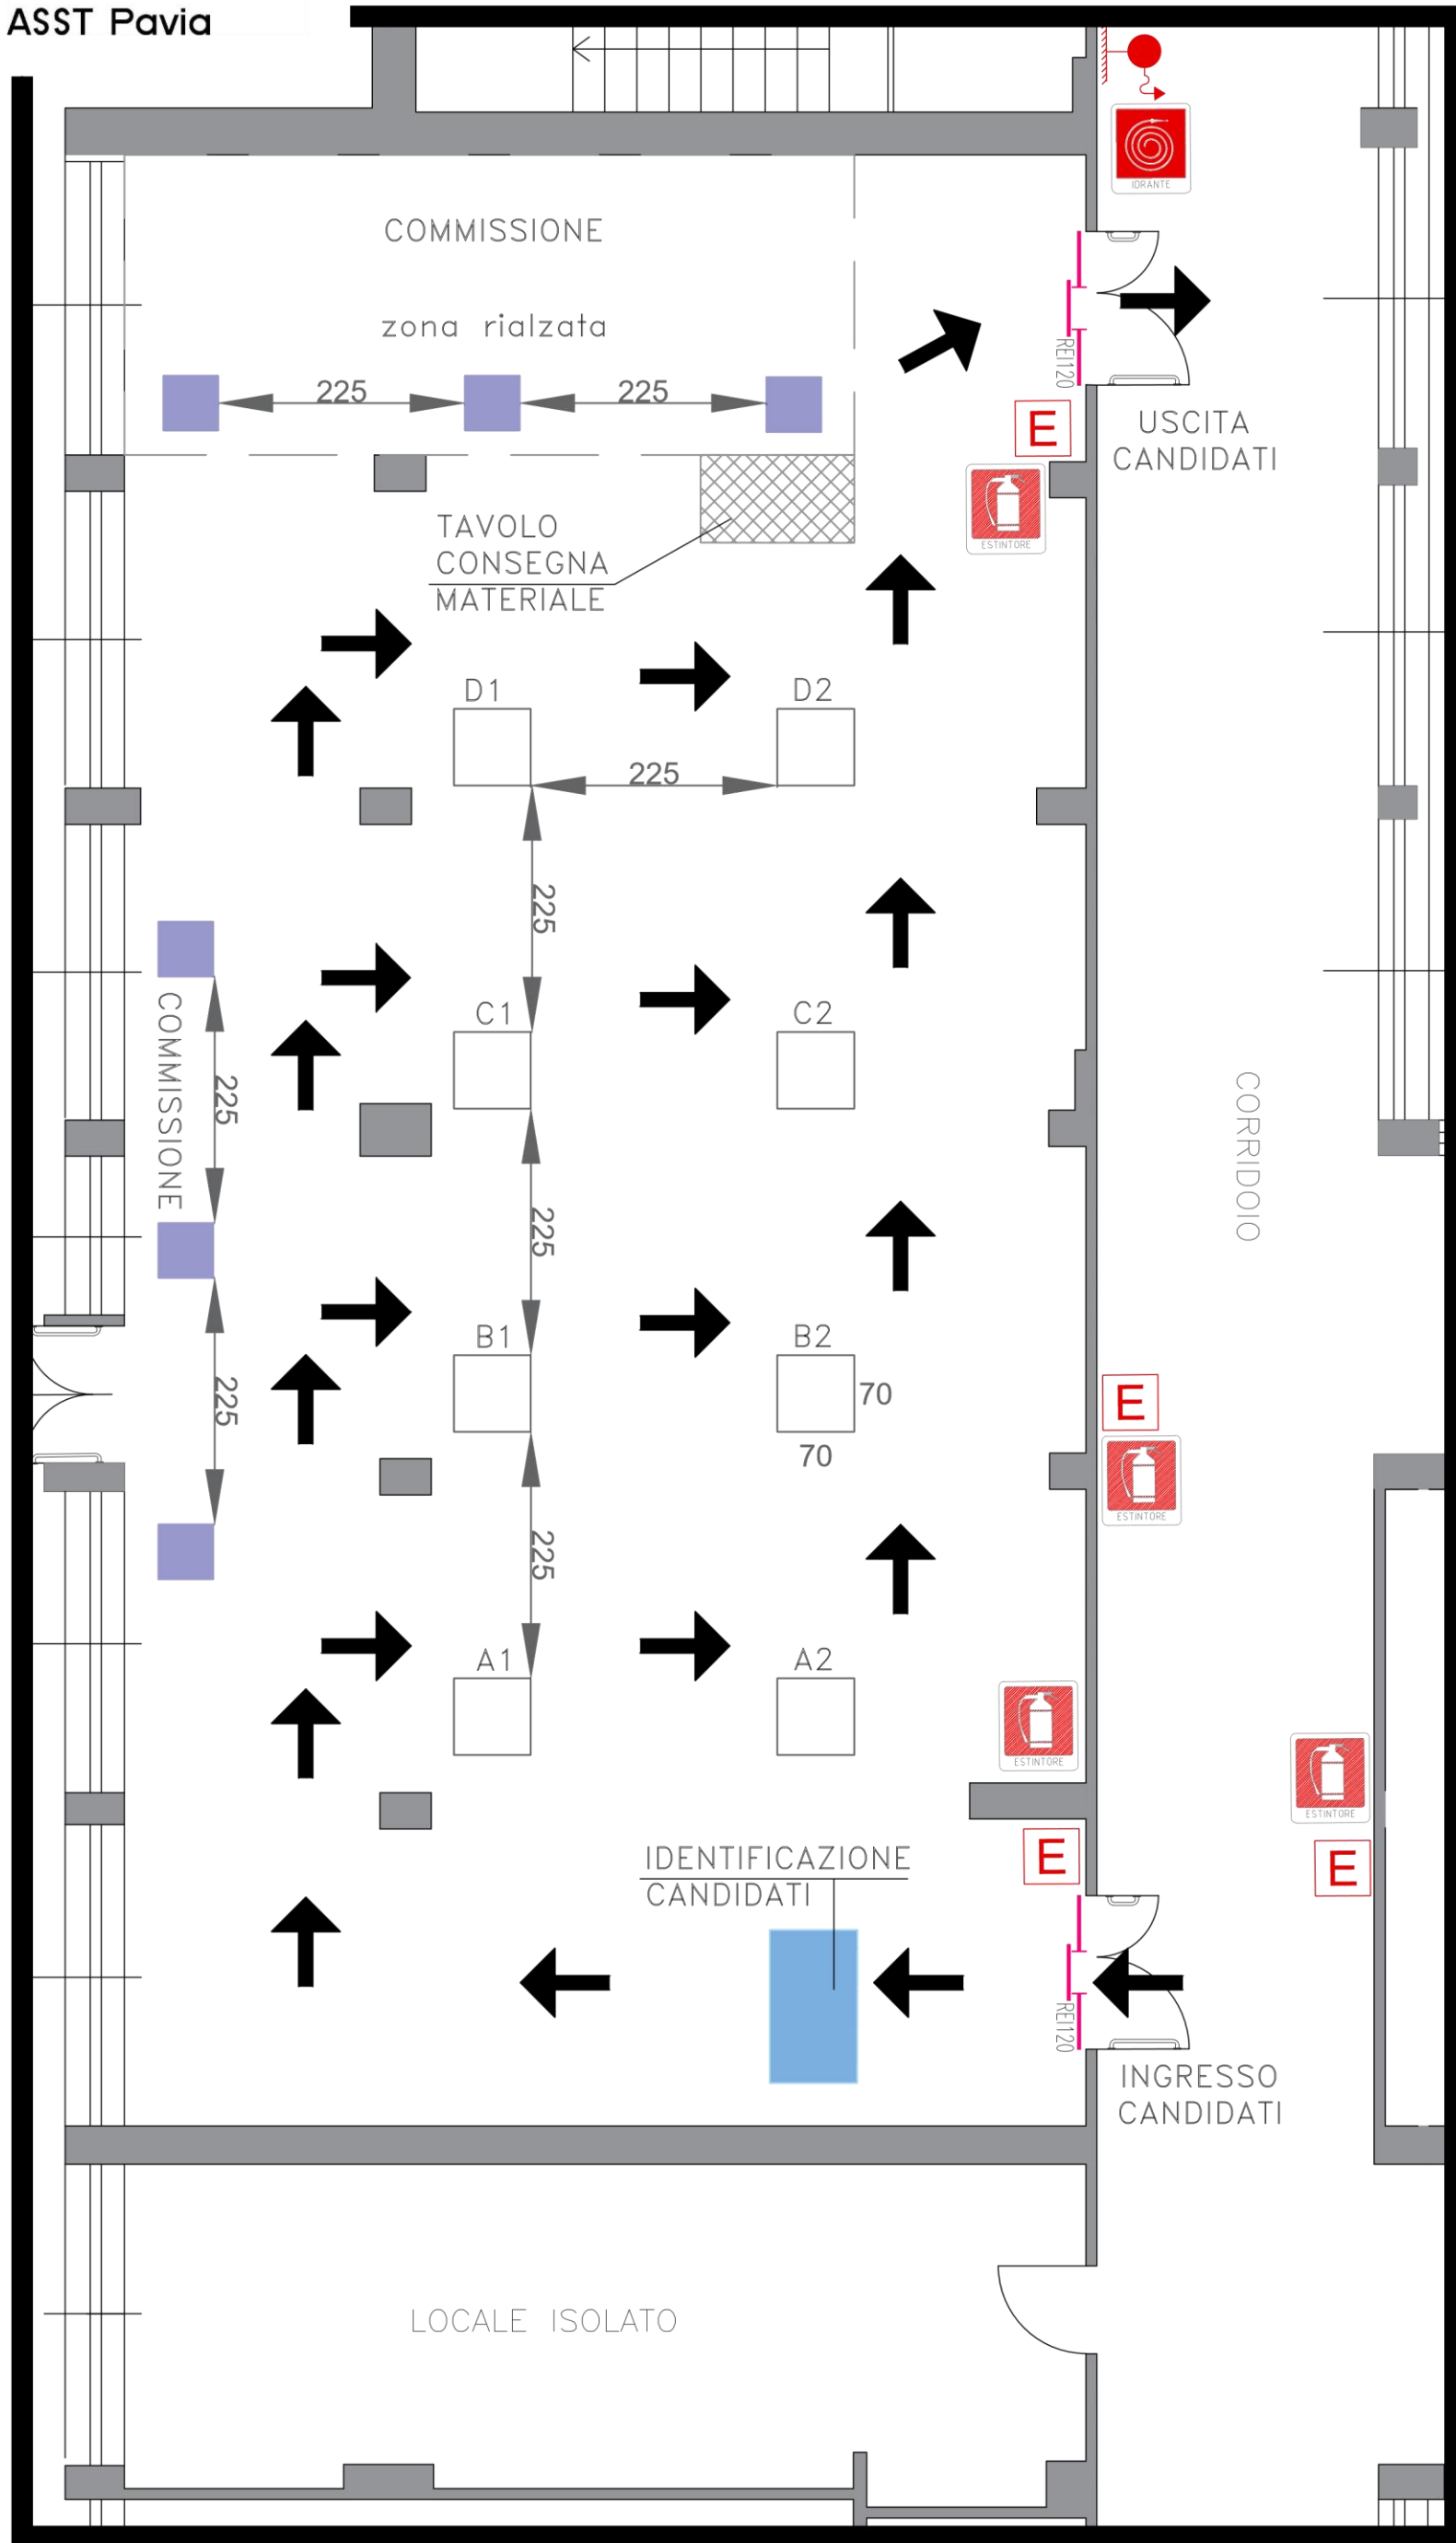 ASST Pavia
IDRANTE
COMMISSIONE
zona rialzata
225
225
REI120
E
USCITA
CANDIDATI
ESTINTORE
TAVOLO
CONSEGNA
MATERIALE
D1
D2
225
225
COMMISSIONE
C1
C2
225
CORRIDOIO
225
B1
B2
70
70
225
E
ESTINTORE
225
A1
A2
ESTINTORE
ESTINTORE
E
E
IDENTIFICAZIONE
CANDIDATI
REI120
INGRESSO
CANDIDATI
LOCALE ISOLATO